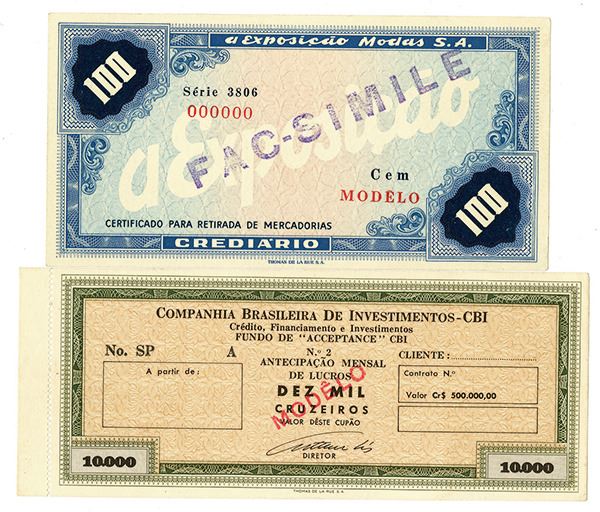 a Exposição Modas S.A.
100
Série 3806
000000
FAC-SIMILE
a Exposição
Cem
MODÊLO
100
CERTIFICADO PARA RETIRADA DE MERCADORIAS
CREDIÁRIO
THOMAS DE LA RUE S.A.
COMPANHIA BRASILEIRA DE INVESTIMENTOS-CBI
Crédito, Financiamento e Investimentos
FUNDO DE "ACCEPTANCE" CBI
No. SP A N.º 2 CLIENTE:
A partir de:
ANTECIPAÇÃO MENSAL
DE LUCROS
Contrato N.º
DEZ MIL
Valor Cr$ 500.000,00
CRUZEIROS
MODÊLO
VALOR DÊSTE CUPÃO
DIRETOR
10.000
10.000
THOMAS DE LA RUE S.A.